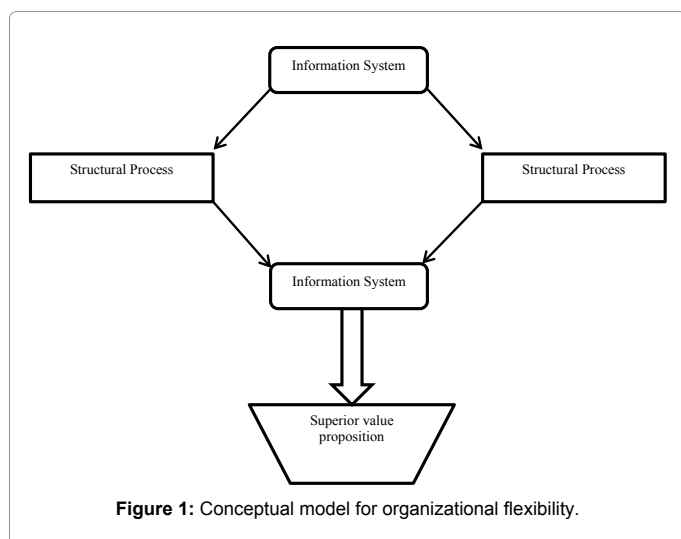 Information System
Structural Process
Structural Process
Information System
Superior value
proposition
Figure 1: Conceptual model for organizational flexibility.